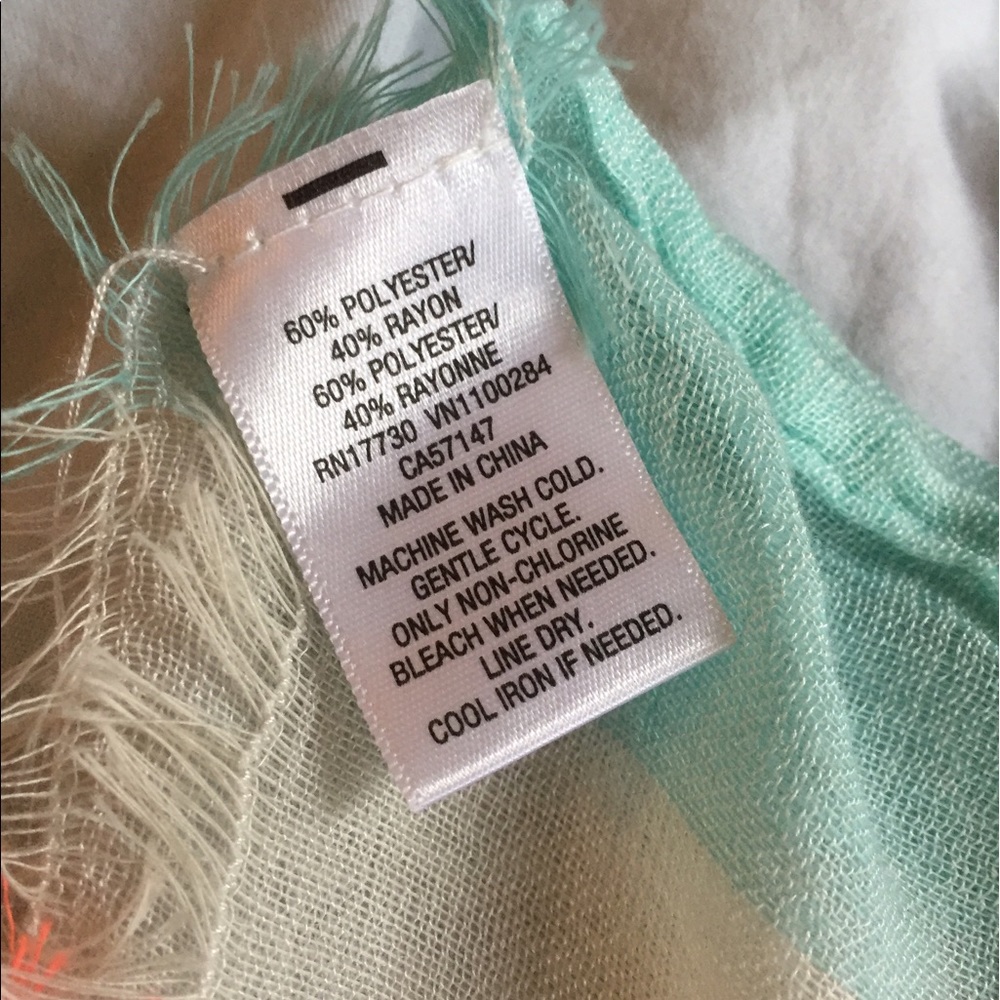 60% POLYESTER/
40% RAYON
60% POLYESTER/
40% RAYONNE
RN17730 VN1100284
CA57147
MADE IN CHINA
MACHINE WASH COLD.
GENTLE CYCLE.
ONLY NON-CHLORINE
BLEACH WHEN NEEDED.
LINE DRY.
COOL IRON IF NEEDED.